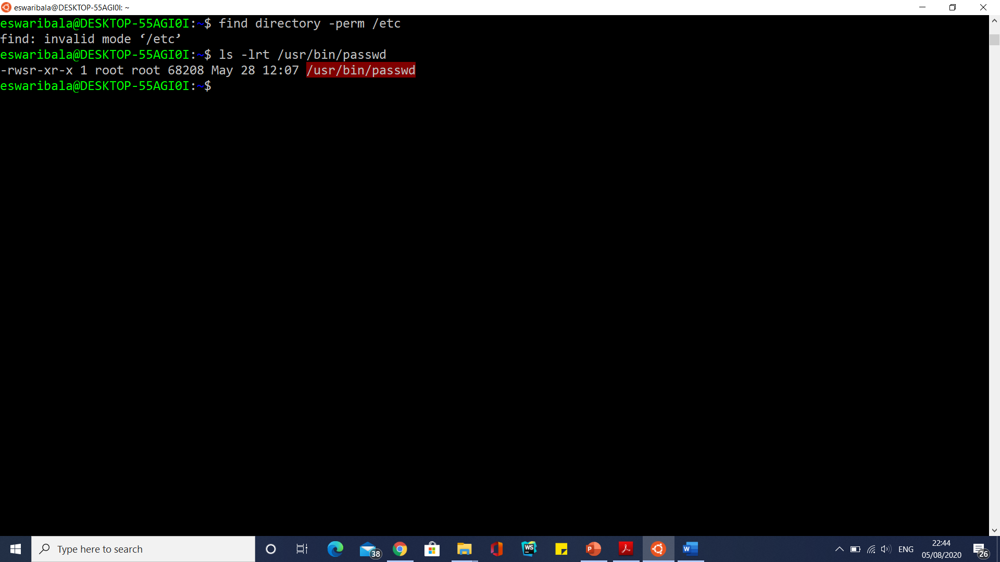 eswaribala@DESKTOP-55AGI0I: ~
eswaribala@DESKTOP-55AGI0I:~$ find directory -perm /etc
find: invalid mode ‘/etc’
eswaribala@DESKTOP-55AGI0I:~$ ls -lrt /usr/bin/passwd
-rwsr-xr-x 1 root root 68208 May 28 12:07 /usr/bin/passwd
eswaribala@DESKTOP-55AGI0I:~$
Type here to search
38
WS
P
W
ENG
22:44
05/08/2020
26